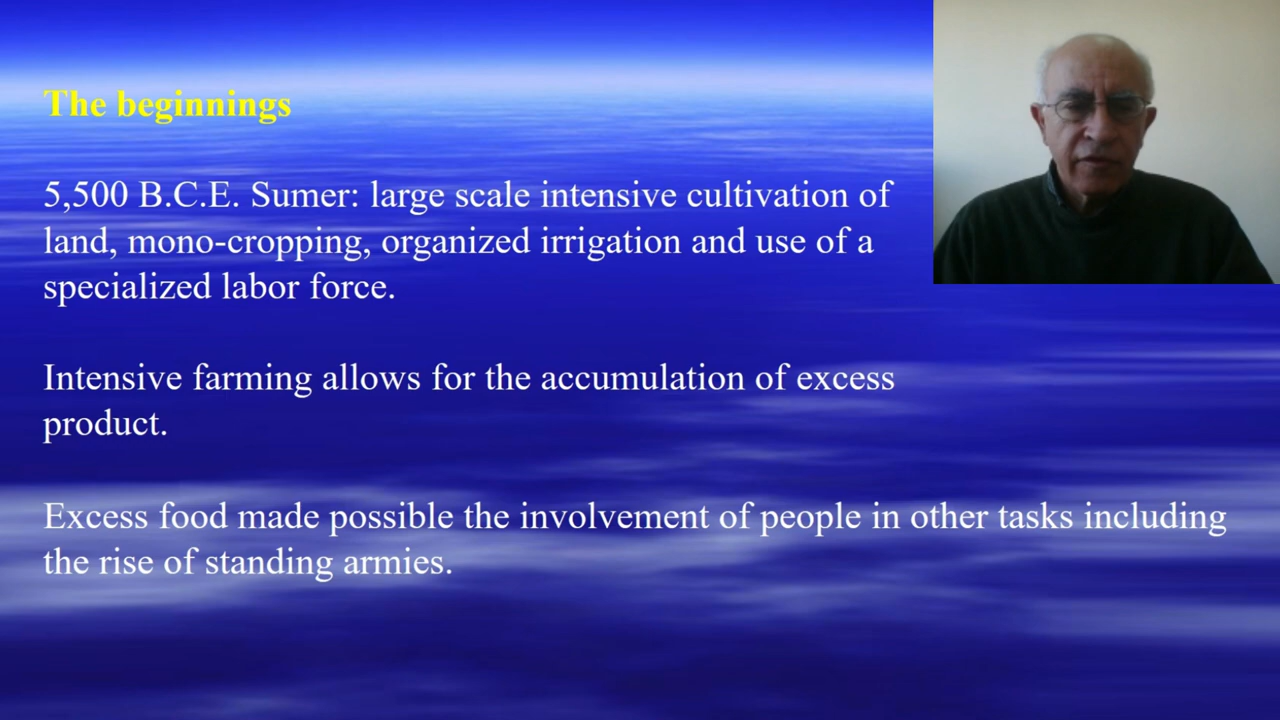 The beginnings
5,500 B.C.E. Sumer: large scale intensive cultivation of
land, mono-cropping, organized irrigation and use of a
specialized labor force.
Intensive farming allows for the accumulation of excess
product.
Excess food made possible the involvement of people in other tasks including
the rise of standing armies.